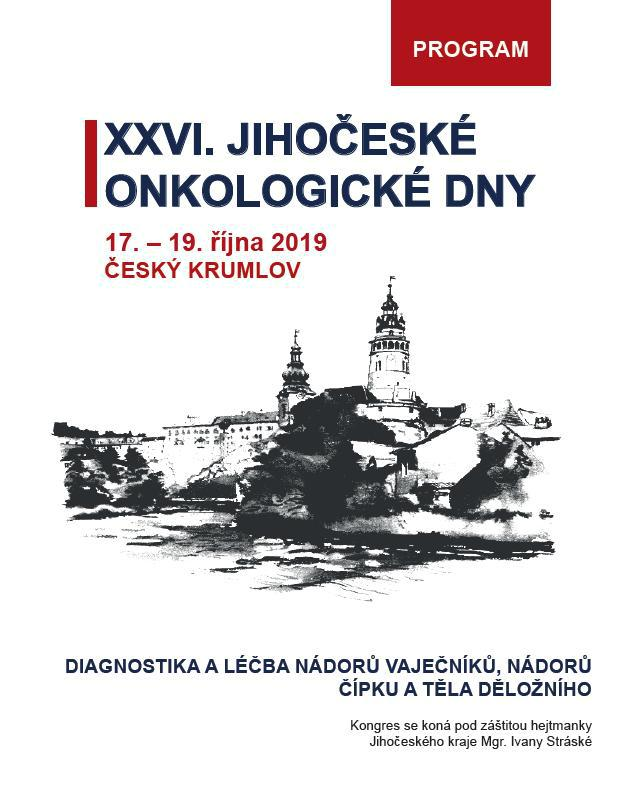 PROGRAM
XXVI. JIHOČESKÉ
ONKOLOGICKÉ DNY
17. – 19. října 2019
ČESKÝ KRUMLOV
DIAGNOSTIKA A LÉČBA NÁDORŮ VAJEČNÍKŮ, NÁDORŮ
ČÍPKU A TĚLA DĚLOŽNÍHO
Kongres se koná pod záštitou hejtmanky
Jihočeského kraje Mgr. Ivany Stráské